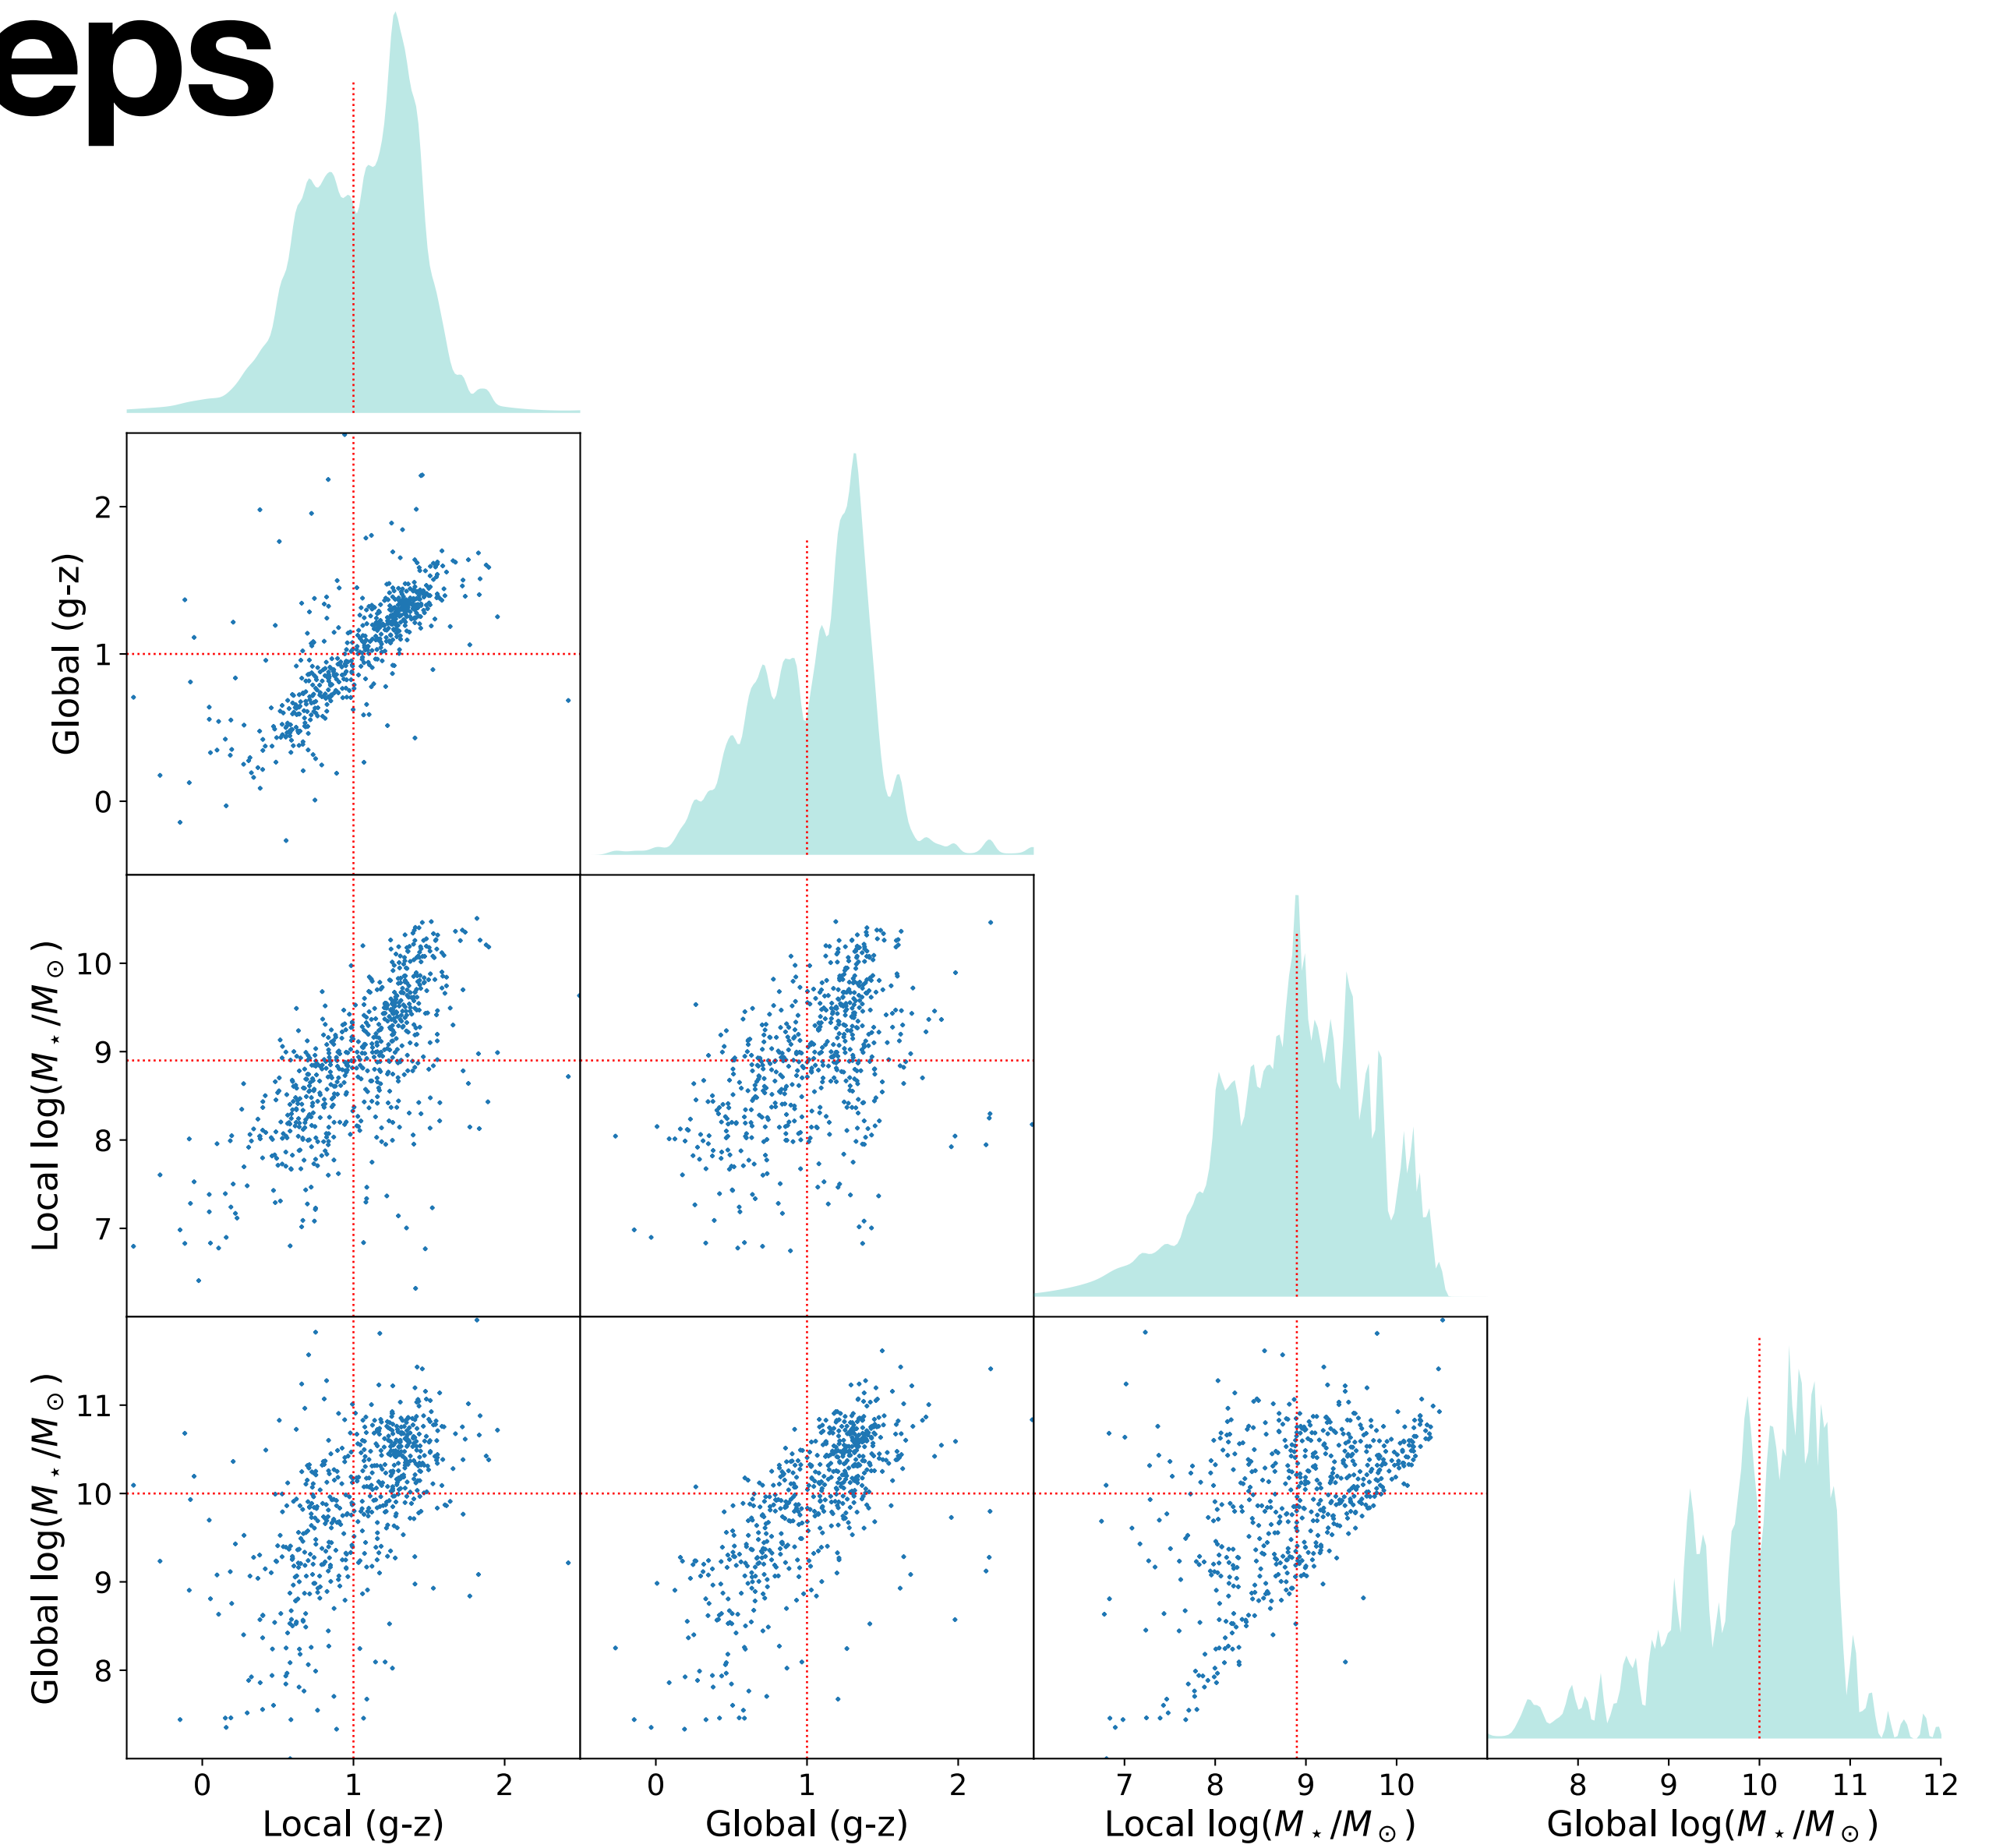 eps
2
1
0
Global (g-z)
10
9
8
7
Local log(M⋆/M⊙)
11
10
9
8
Global log(M⋆/M⊙)
0 1 2 0 1 2 7 8 9 10 8 9 10 11 12
Local (g-z) Global (g-z) Local log(M⋆/M⊙) Global log(M⋆/M⊙)